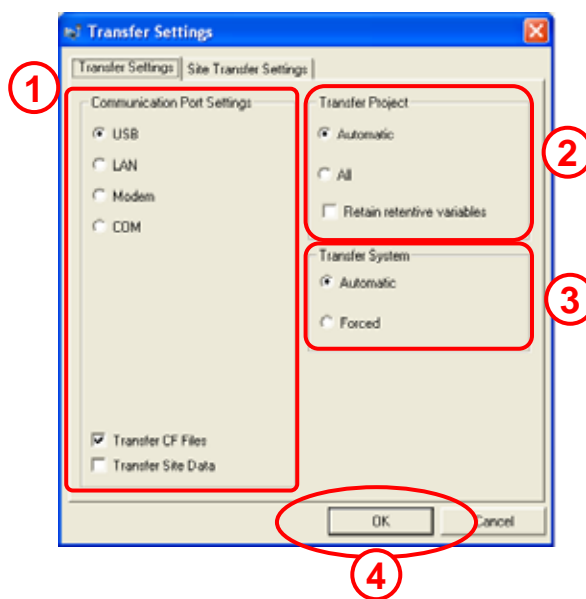 Transfer Settings
Transfer Settings Site Transfer Settings
1
Communication Port Settings
USB
LAN
Modem
COM
Transfer CF Files
Transfer Site Data
Transfer Project
Automatic
All
Retain retentive variables
2
Transfer System
Automatic
Forced
3
OK Cancel
4